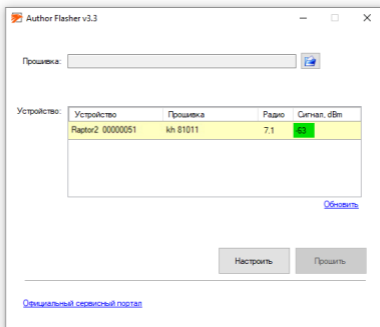 Author Flasher v3.3
Прошивка:
Устройство:
Устройство Прошивка Радио Сигнал, dBm
Raptor2 00000051 kh 81011 7,1 -63
Обновить
Настроить Прошить
Официальный сервисный портал